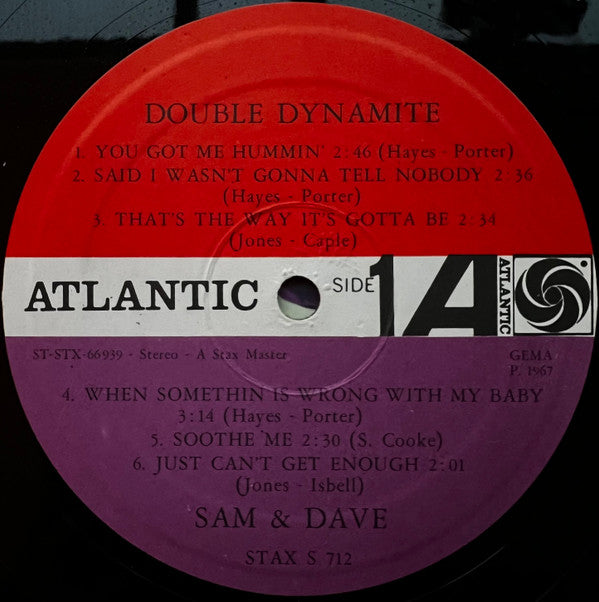 DOUBLE DYNAMITE
1. YOU GOT ME HUMMIN' 2:46 (Hayes - Porter)
2. SAID I WASN'T GONNA TELL NOBODY 2:36
(Hayes - Porter)
3. THAT'S THE WAY IT'S GOTTA BE 2:34
(Jones - Caple)
ATLANTIC SIDE 1 A ATLANTIC
ST-STX-66939 - Stereo - A Stax Master
GEMA
P. 1967
4. WHEN SOMETHIN IS WRONG WITH MY BABY
3:14 (Hayes - Porter)
5. SOOTHE ME 2:30 (S. Cooke)
6. JUST CAN'T GET ENOUGH 2:01
(Jones - Isbell)
SAM & DAVE
STAX S 712